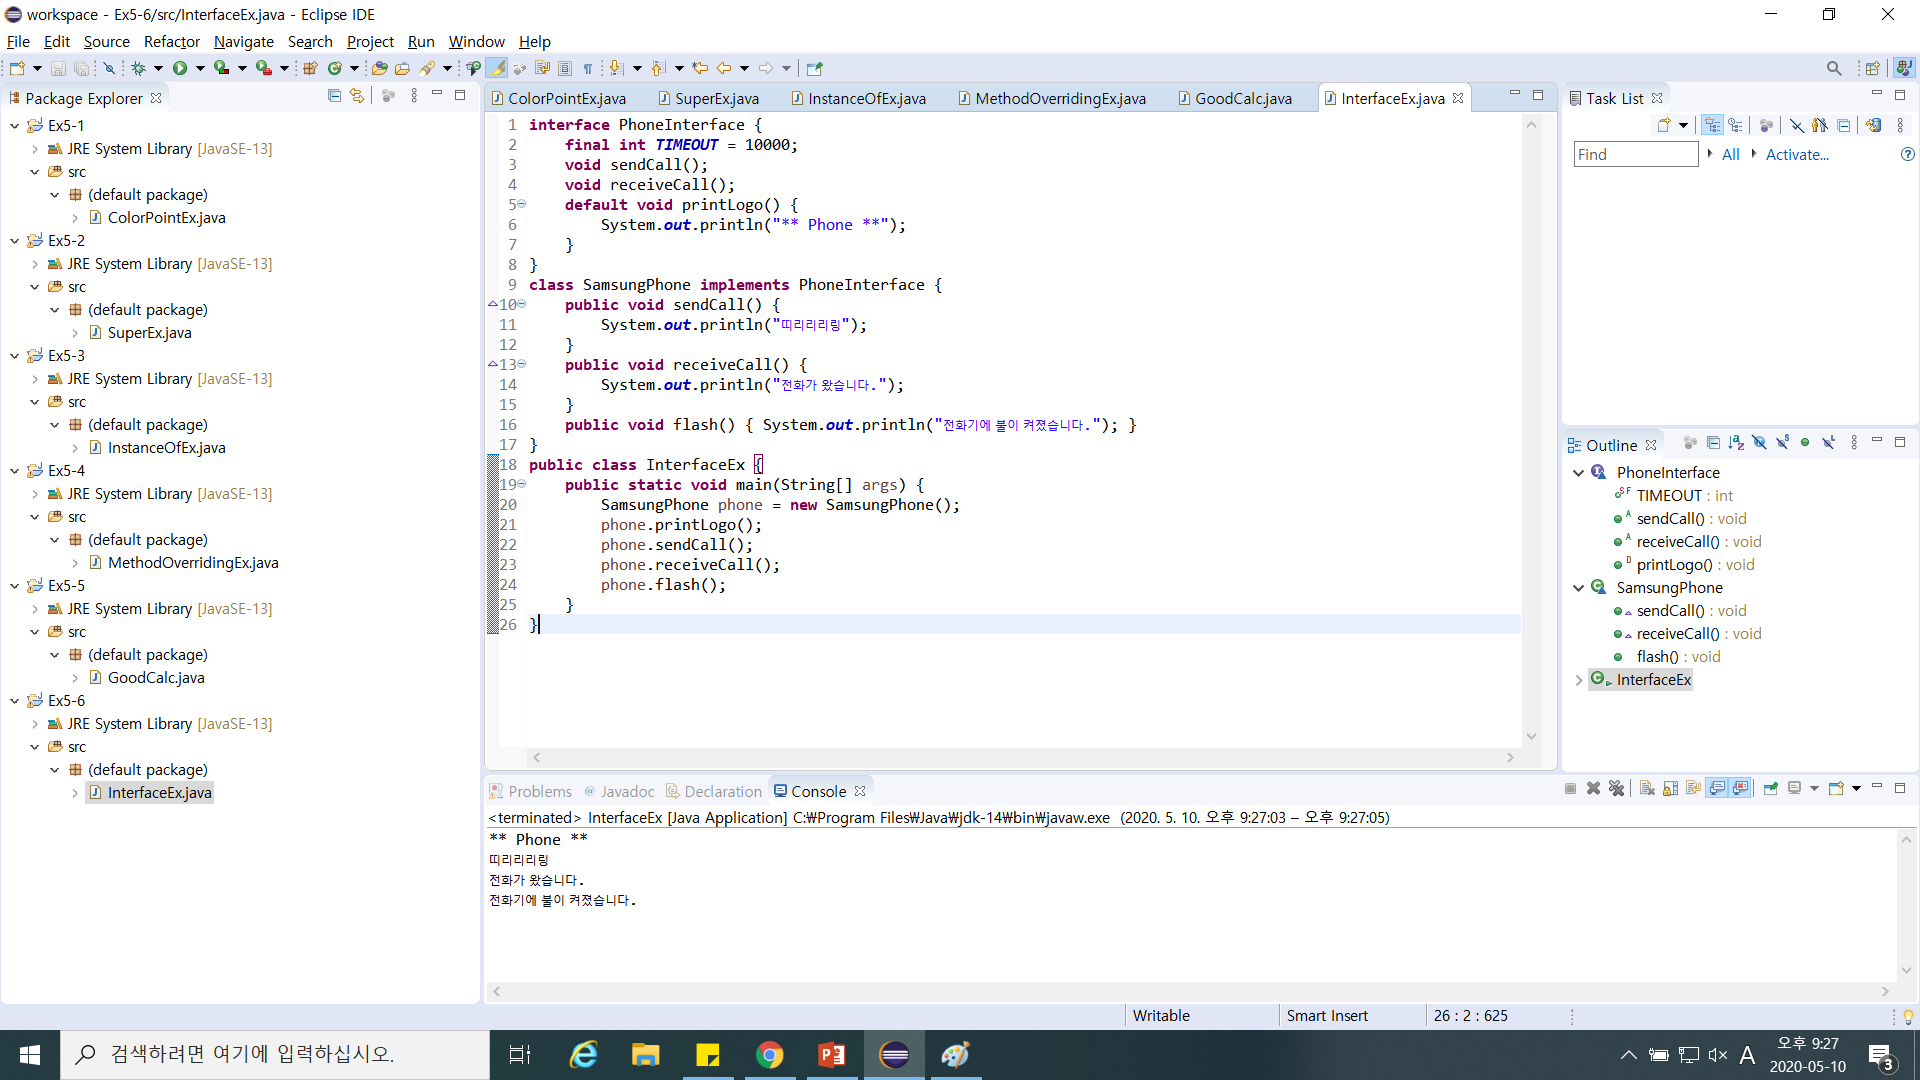 workspace - Ex5-6/src/InterfaceEx.java - Eclipse IDE
File Edit Source Refactor Navigate Search Project Run Window Help
Package Explorer
Ex5-1
JRE System Library [JavaSE-13]
src
(default package)
ColorPointEx.java
Ex5-2
JRE System Library [JavaSE-13]
src
(default package)
SuperEx.java
Ex5-3
JRE System Library [JavaSE-13]
src
(default package)
InstanceOfEx.java
Ex5-4
JRE System Library [JavaSE-13]
src
(default package)
MethodOverridingEx.java
Ex5-5
JRE System Library [JavaSE-13]
src
(default package)
GoodCalc.java
Ex5-6
JRE System Library [JavaSE-13]
src
(default package)
InterfaceEx.java
ColorPointEx.java SuperEx.java InstanceOfEx.java MethodOverridingEx.java GoodCalc.java InterfaceEx.java
1 interface PhoneInterface {
2 final int TIMEOUT = 10000;
3 void sendCall();
4 void receiveCall();
5 default void printLogo() {
6 System.out.println("** Phone **");
7 }
8 }
9 class SamsungPhone implements PhoneInterface {
10 public void sendCall() {
11 System.out.println("띠리리리링");
12 }
13 public void receiveCall() {
14 System.out.println("전화가 왔습니다.");
15 }
16 public void flash() { System.out.println("전화기에 불이 켜졌습니다."); }
17 }
18 public class InterfaceEx {
19 public static void main(String[] args) {
20 SamsungPhone phone = new SamsungPhone();
21 phone.printLogo();
22 phone.sendCall();
23 phone.receiveCall();
24 phone.flash();
25 }
26 }
Task List
Find All Activate...
Outline
PhoneInterface
TIMEOUT : int
sendCall() : void
receiveCall() : void
printLogo() : void
SamsungPhone
sendCall() : void
receiveCall() : void
flash() : void
InterfaceEx
Problems @ Javadoc Declaration Console
<terminated> InterfaceEx [Java Application] C:₩Program Files₩Java₩jdk-14₩bin₩javaw.exe (2020. 5. 10. 오후 9:27:03 – 오후 9:27:05)
** Phone **
띠리리리링
전화가 왔습니다.
전화기에 불이 켜졌습니다.
Writable Smart Insert 26 : 2 : 625
검색하려면 여기에 입력하십시오.
A
오후 9:27
2020-05-10
3